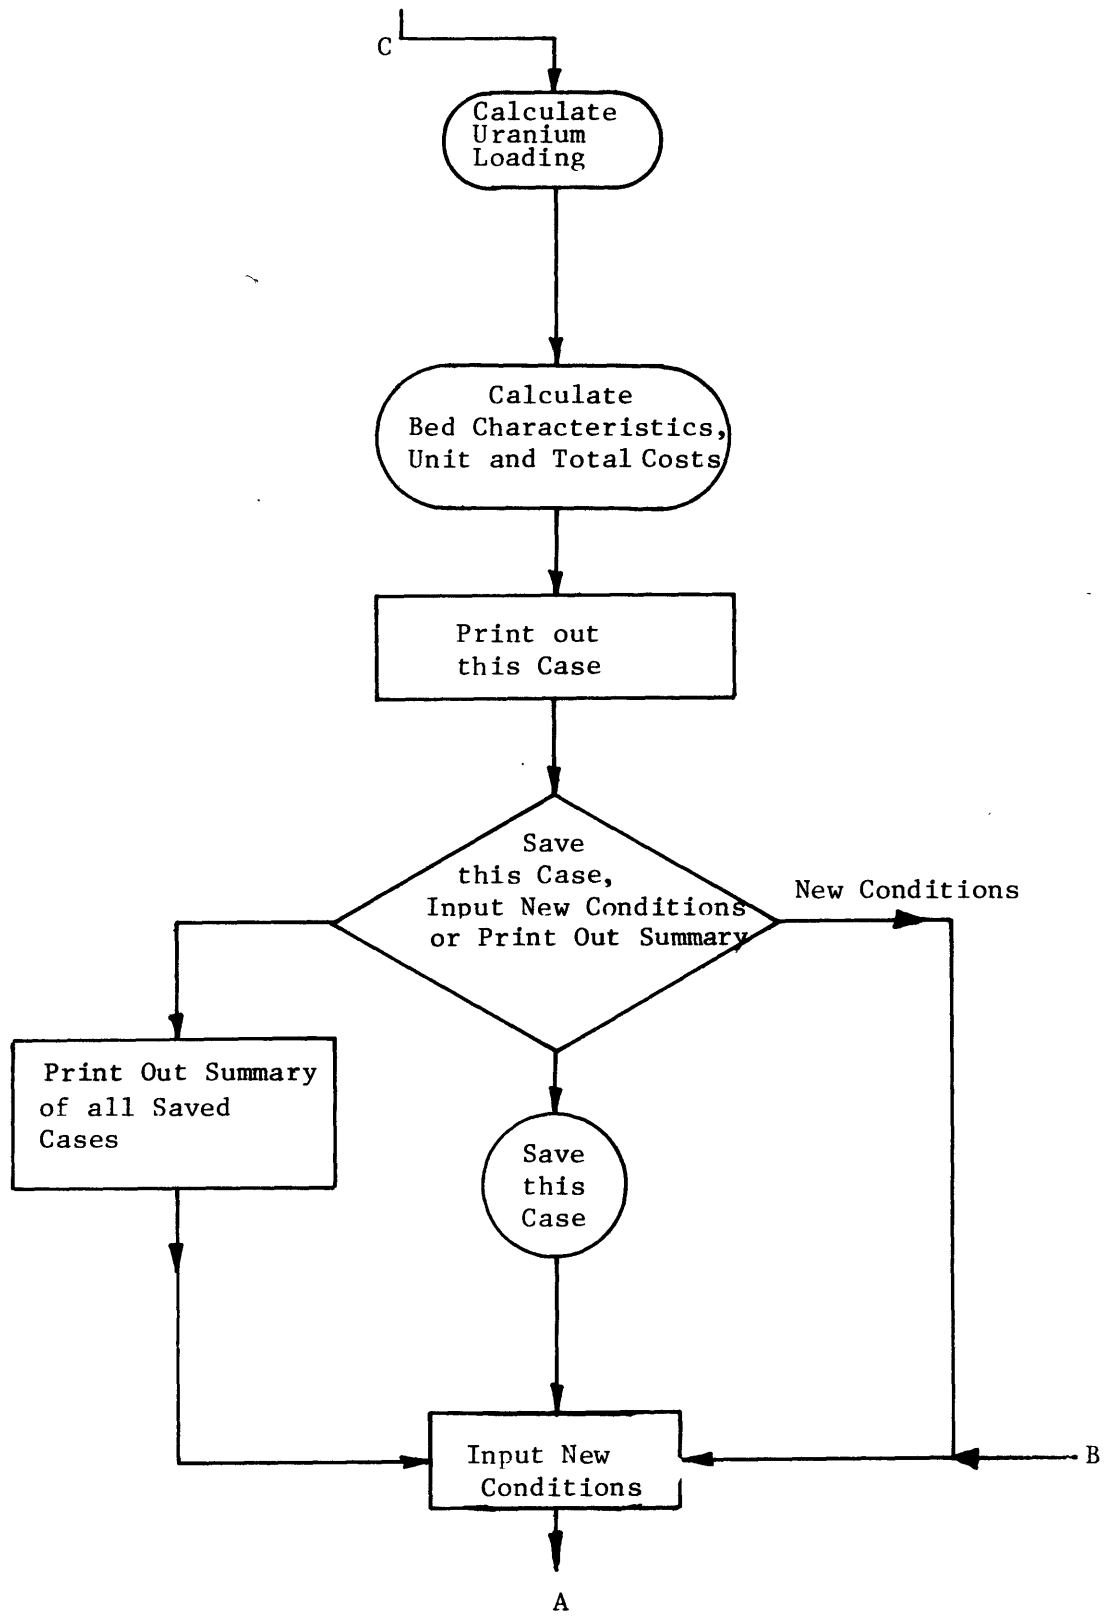 C
Calculate
Uranium
Loading
Calculate
Bed Characteristics,
Unit and Total Costs
Print out
this Case
Save
this Case,
Input New Conditions
or Print Out Summary
New Conditions
Print Out Summary
of all Saved
Cases
Save
this
Case
Input New
Conditions
B
A